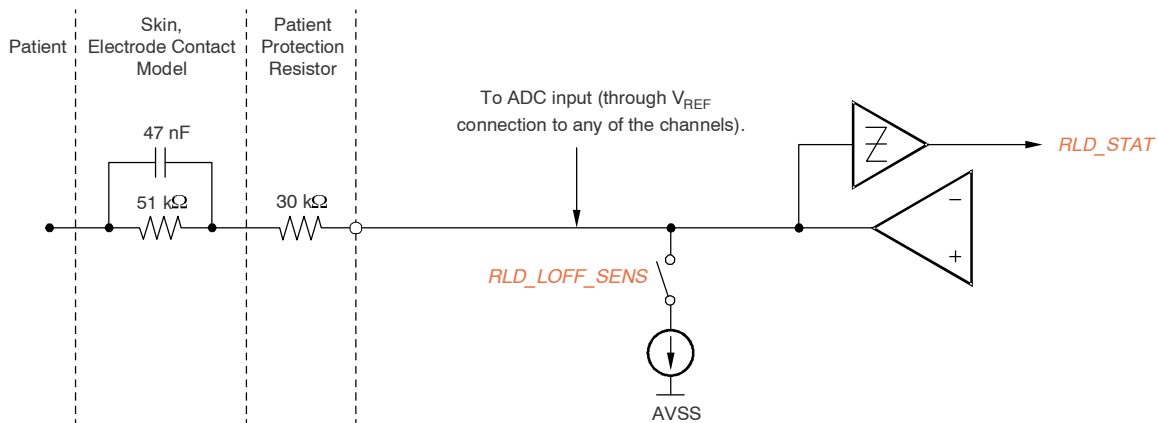 Patient
Skin,
Electrode Contact
Model
Patient
Protection
Resistor
To ADC input (through VREF
connection to any of the channels).
47 nF
51 kΩ
30 kΩ
RLD_STAT
RLD_LOFF_SENS
−
+
AVSS